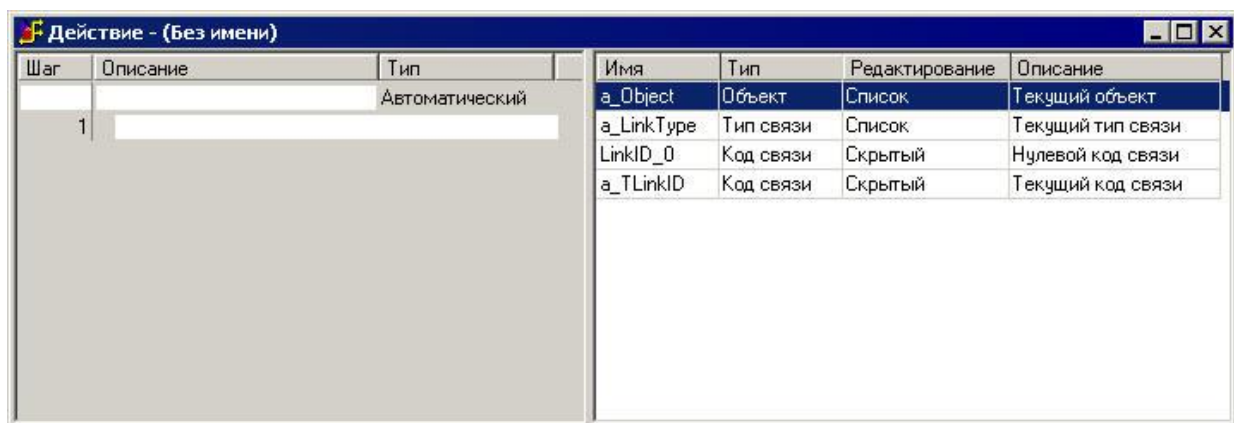 Действие - (Без имени)
Шаг Описание Тип Имя Тип Редактирование Описание
Автоматический a_Object Объект Список Текущий объект
1 a_LinkType Тип связи Список Текущий тип связи
LinkID_0 Код связи Скрытый Нулевой код связи
a_TLinkID Код связи Скрытый Текущий код связи